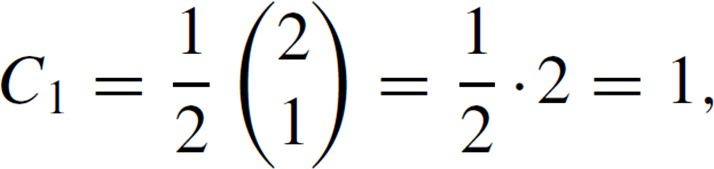 $C_1 = \frac{1}{2} \binom{2}{1} = \frac{1}{2} \cdot 2 = 1,$